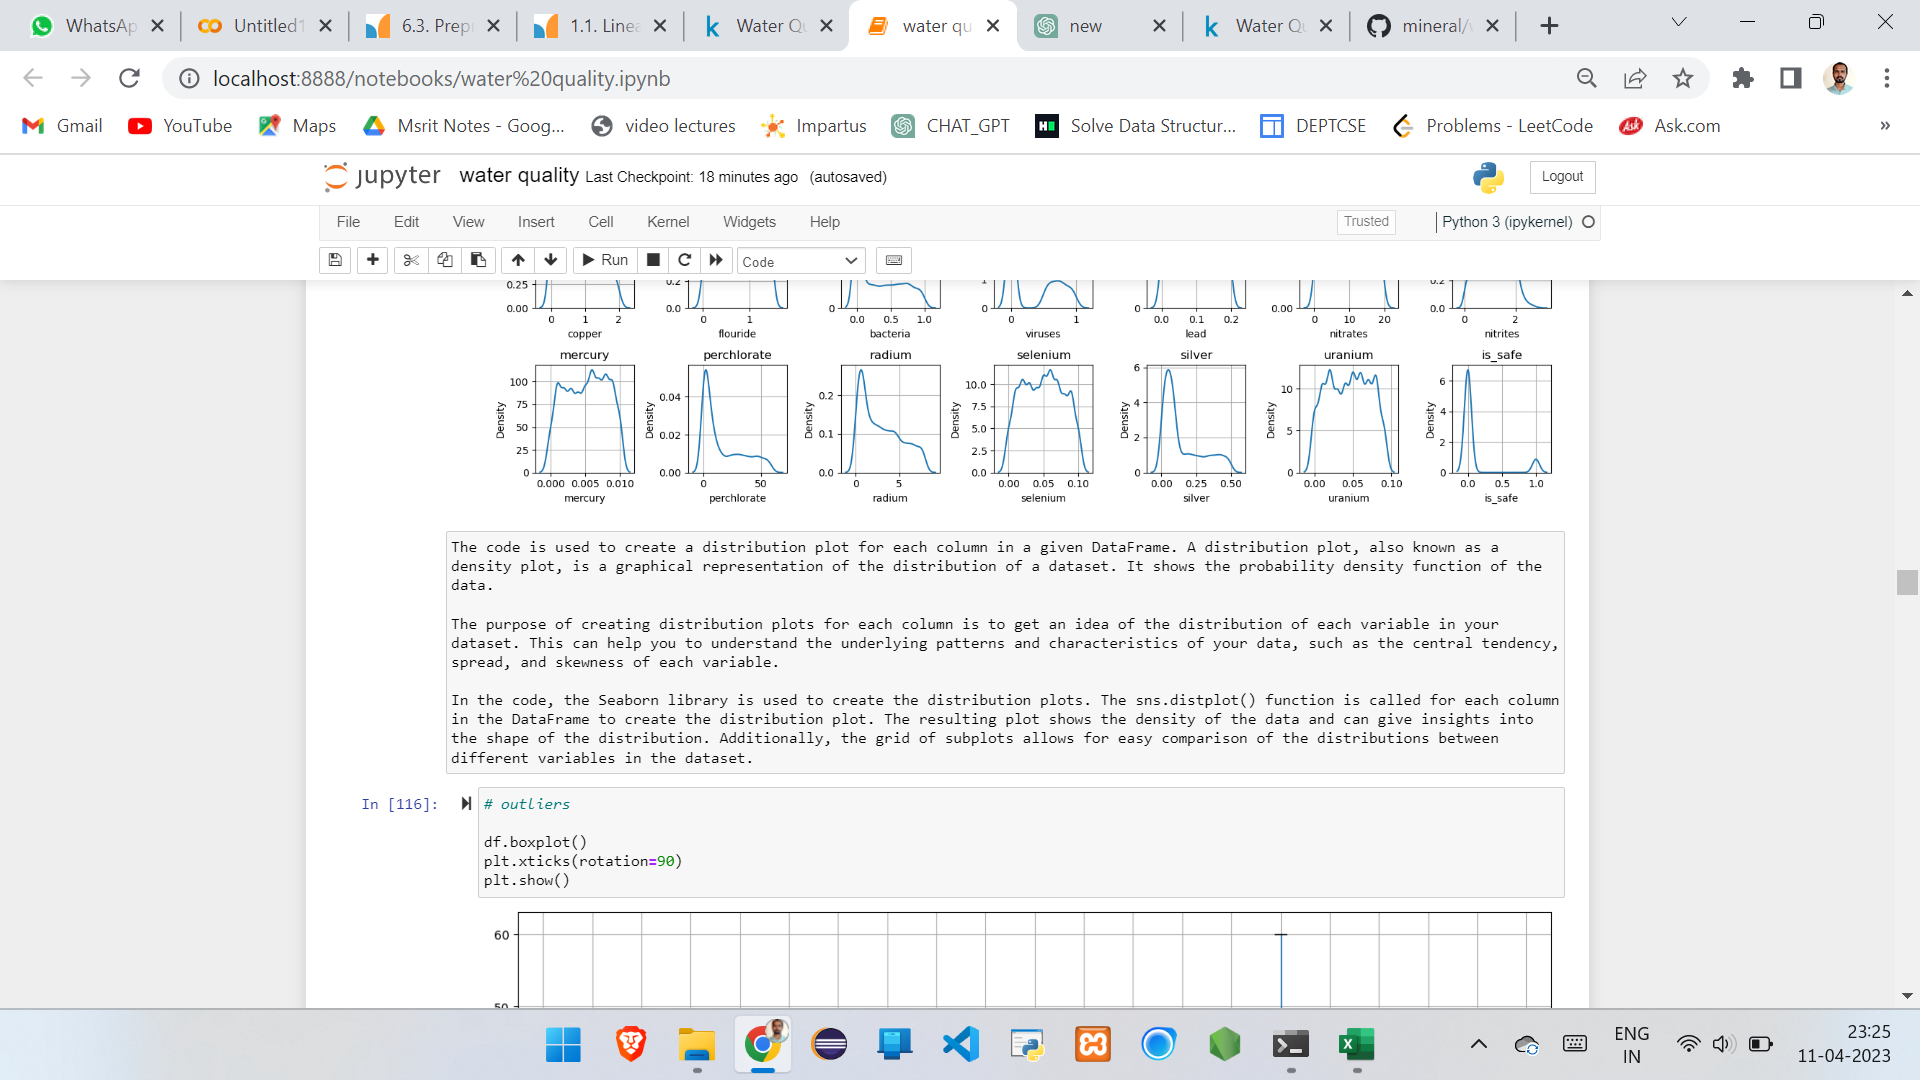 WhatsAp
Untitled1
6.3. Prepr
1.1. Linea
Water Qu
water qu
new
Water Qu
mineral/v
localhost:8888/notebooks/water%20quality.ipynb
Gmail YouTube Maps Msrit Notes - Goog... video lectures Impartus CHAT_GPT Solve Data Structur... DEPTCSE Problems - LeetCode Ask.com »
jupyter water quality Last Checkpoint: 18 minutes ago (autosaved) Logout
File Edit View Insert Cell Kernel Widgets Help Trusted Python 3 (ipykernel)
Run Code
0.25 0.2 1 0.2
0.00 0.0 0 0 0 0.00 0.0
0 1 2 0 1 0.0 0.5 1.0 0 1 0.0 0.1 0.2 0 10 20 0 2
copper flouride bacteria viruses lead nitrates nitrites
mercury perchlorate radium selenium silver uranium is_safe
Density 100 75 50 25 0
Density 0.04 0.02 0.00
Density 0.2 0.1 0.0
Density 10.0 7.5 5.0 2.5 0.0
Density 6 4 2 0
Density 10 5 0
Density 6 4 2 0
0.000 0.005 0.010 0 50 0 5 0.00 0.05 0.10 0.00 0.25 0.50 0.00 0.05 0.10 0.0 0.5 1.0
mercury perchlorate radium selenium silver uranium is_safe
The code is used to create a distribution plot for each column in a given DataFrame. A distribution plot, also known as a
density plot, is a graphical representation of the distribution of a dataset. It shows the probability density function of the
data.
The purpose of creating distribution plots for each column is to get an idea of the distribution of each variable in your
dataset. This can help you to understand the underlying patterns and characteristics of your data, such as the central tendency,
spread, and skewness of each variable.
In the code, the Seaborn library is used to create the distribution plots. The sns.distplot() function is called for each column
in the DataFrame to create the distribution plot. The resulting plot shows the density of the data and can give insights into
the shape of the distribution. Additionally, the grid of subplots allows for easy comparison of the distributions between
different variables in the dataset.
In [116]: # outliers
df.boxplot()
plt.xticks(rotation=90)
plt.show()
60
50
ENG
IN
23:25
11-04-2023